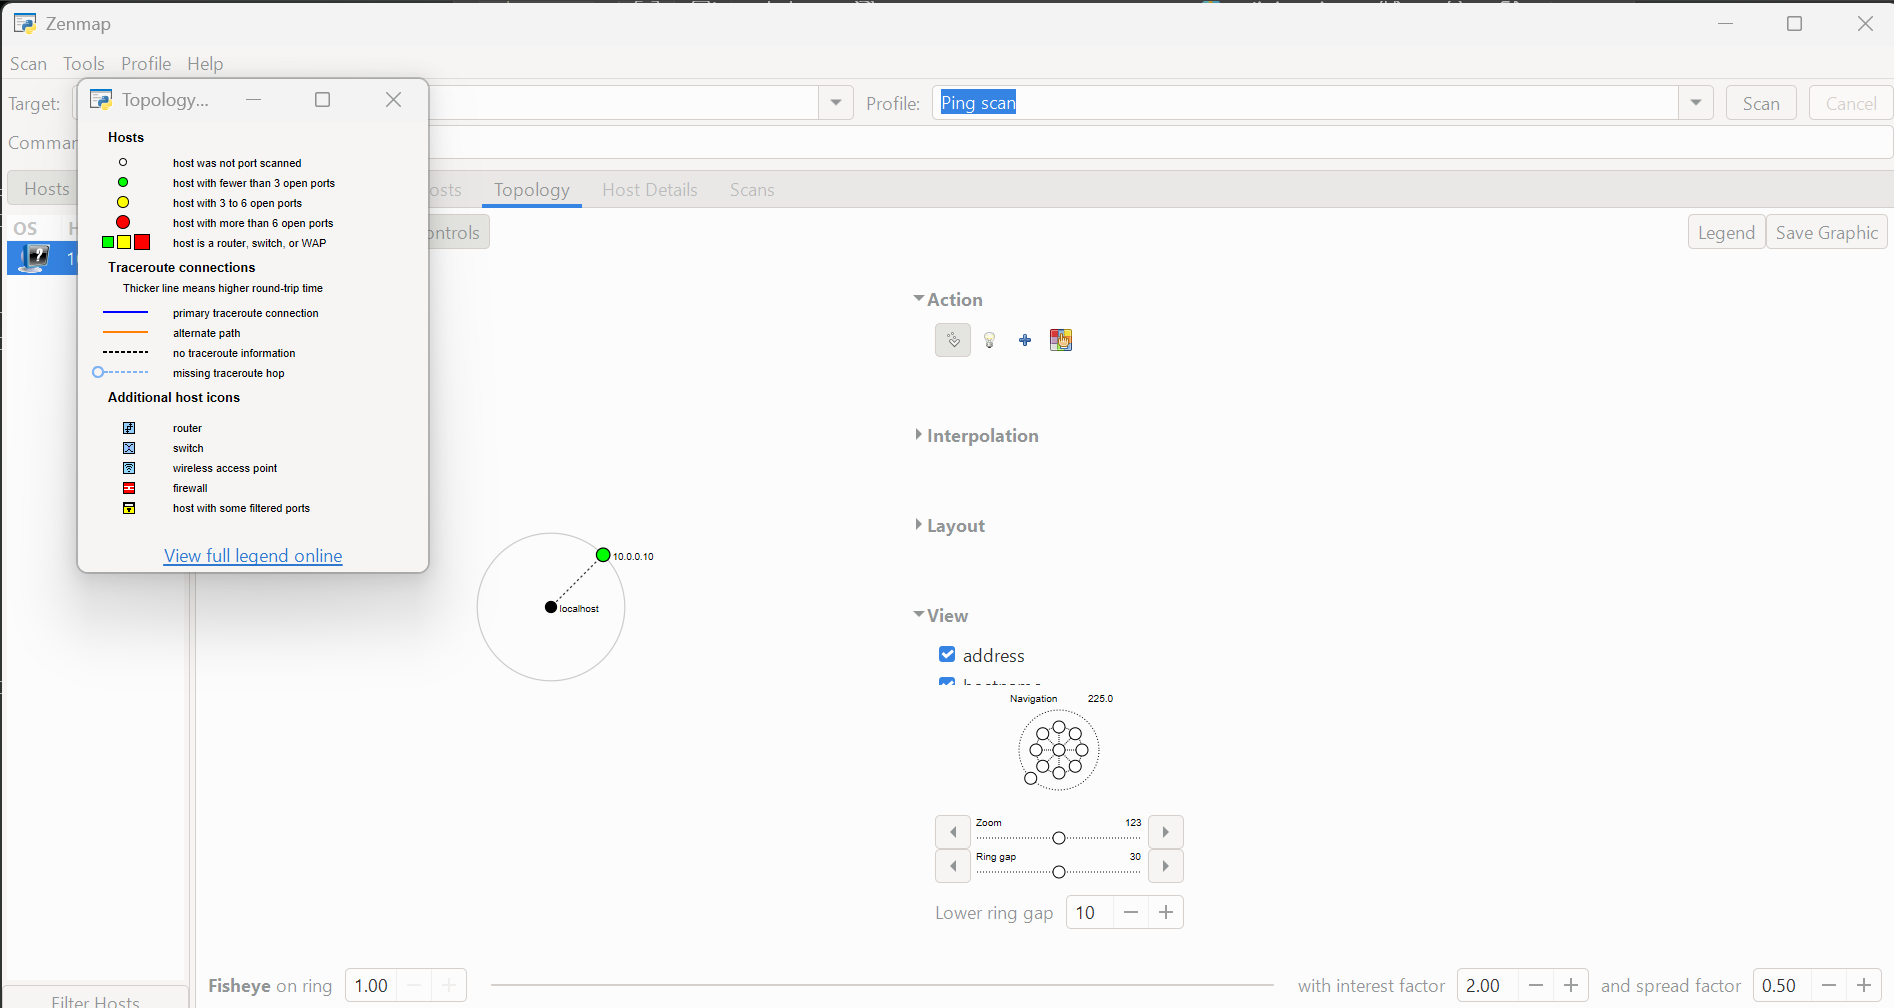 Zenmap
Scan Tools Profile Help
Target:
Profile: Ping scan Scan Cancel
Topology...
Hosts
host was not port scanned
host with fewer than 3 open ports
host with 3 to 6 open ports
host with more than 6 open ports
host is a router, switch, or WAP
Traceroute connections
Thicker line means higher round-trip time
primary traceroute connection
alternate path
no traceroute information
missing traceroute hop
Additional host icons
router
switch
wireless access point
firewall
host with some filtered ports
View full legend online
Hosts
Topology Host Details Scans
OS
Legend Save Graphic
Action
Interpolation
Layout
View
address
10.0.0.10
localhost
Navigation 225.0
Zoom 123
Ring gap 30
Lower ring gap 10
Fisheye on ring 1.00 with interest factor 2.00 and spread factor 0.50
Filter Hosts